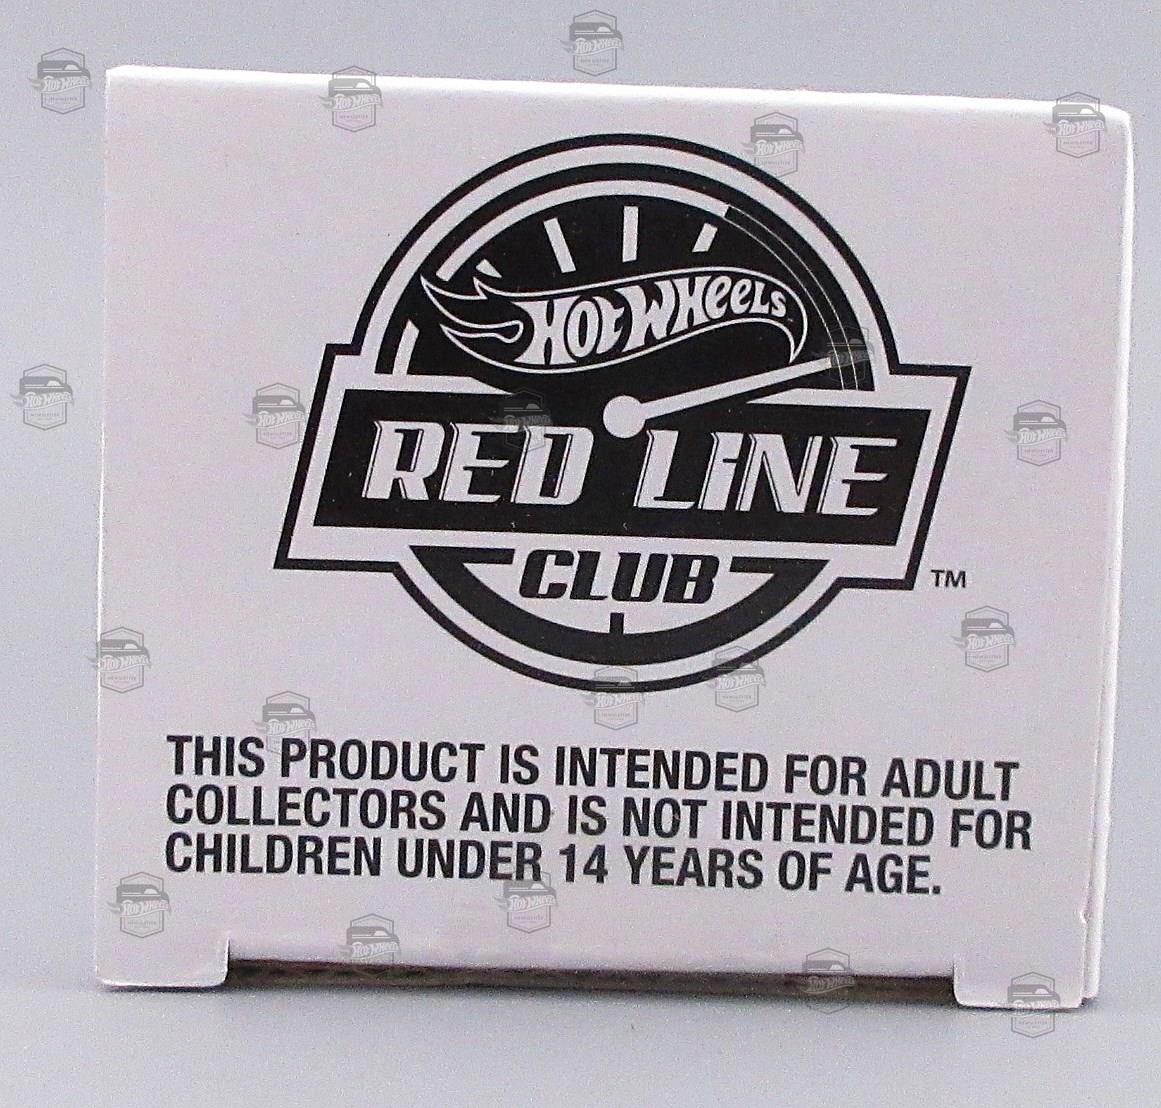 HOT WHEELS
RED LINE
CLUB
TM
THIS PRODUCT IS INTENDED FOR ADULT
COLLECTORS AND IS NOT INTENDED FOR
CHILDREN UNDER 14 YEARS OF AGE.